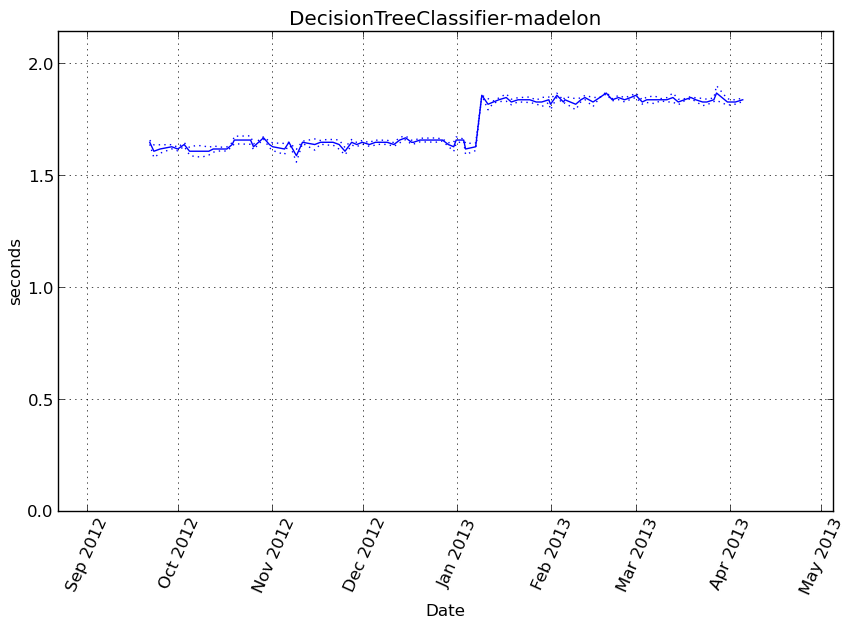 DecisionTreeClassifier-madelon
2.0
1.5
1.0
0.5
0.0
seconds
Sep 2012
Oct 2012
Nov 2012
Dec 2012
Jan 2013
Feb 2013
Mar 2013
Apr 2013
May 2013
Date